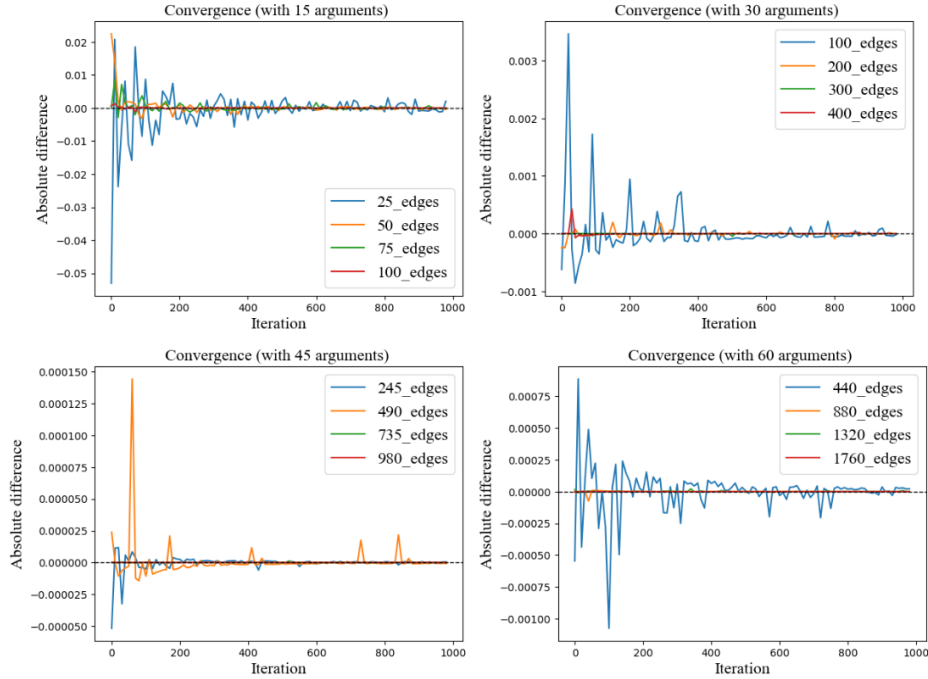 Convergence (with 15 arguments)
0.02
0.01
0.00
−0.01
−0.02
−0.03
−0.04
−0.05
Absolute difference
25_edges
50_edges
75_edges
100_edges
0 200 400 600 800 1000
Iteration
Convergence (with 30 arguments)
0.003
0.002
0.001
0.000
−0.001
Absolute difference
100_edges
200_edges
300_edges
400_edges
0 200 400 600 800 1000
Iteration
Convergence (with 45 arguments)
0.000150
0.000125
0.000100
0.000075
0.000050
0.000025
0.000000
−0.000025
−0.000050
Absolute difference
245_edges
490_edges
735_edges
980_edges
0 200 400 600 800 1000
Iteration
Convergence (with 60 arguments)
0.00075
0.00050
0.00025
0.00000
−0.00025
−0.00050
−0.00075
−0.00100
Absolute difference
440_edges
880_edges
1320_edges
1760_edges
0 200 400 600 800 1000
Iteration